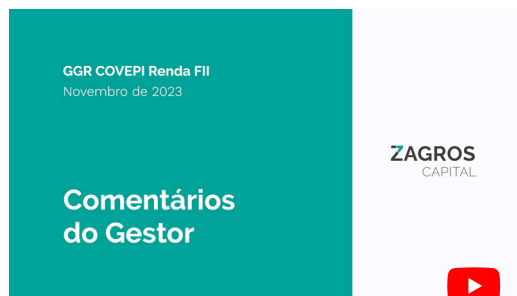 GGR COVEPI Renda FII
Novembro de 2023
ZAGROS
CAPITAL
Comentários
do Gestor